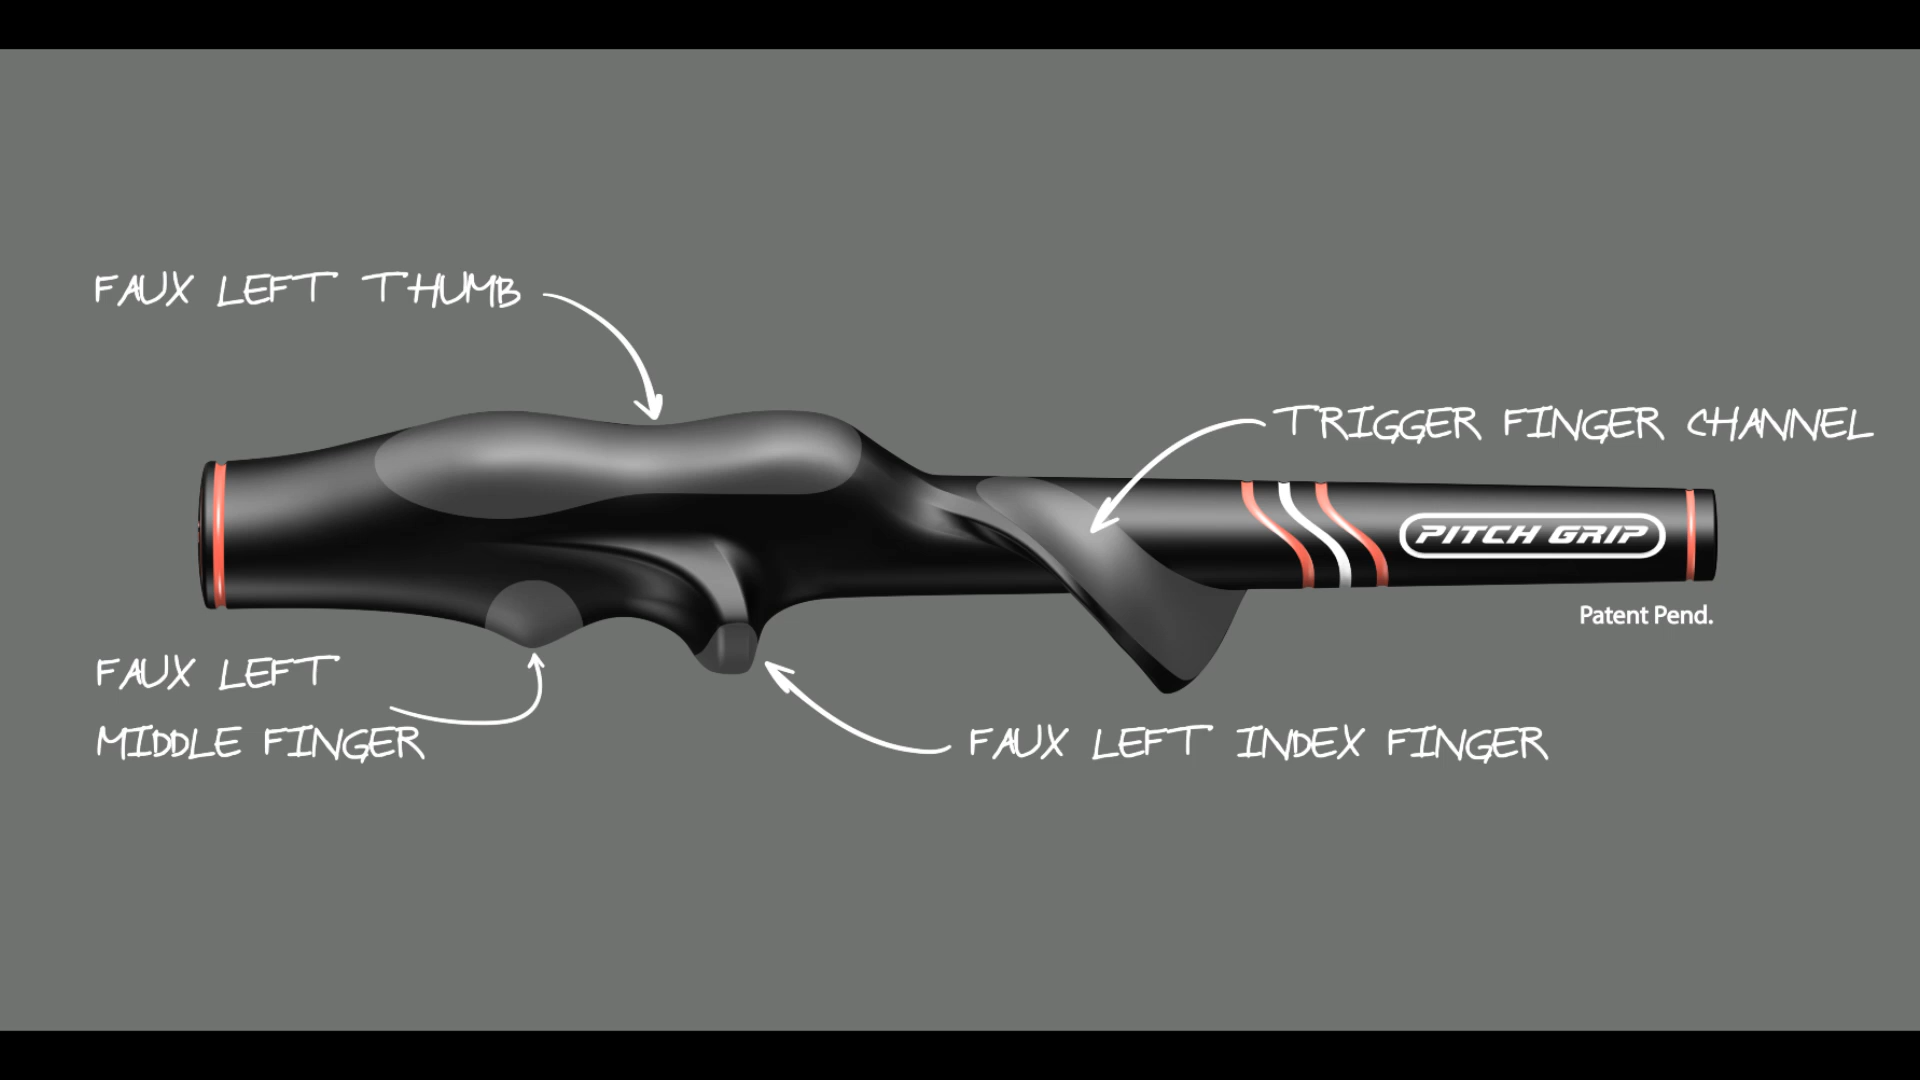 FAUX LEFT THUMB
TRIGGER FINGER CHANNEL
PITCH GRIP
Patent Pend.
FAUX LEFT
MIDDLE FINGER
FAUX LEFT INDEX FINGER